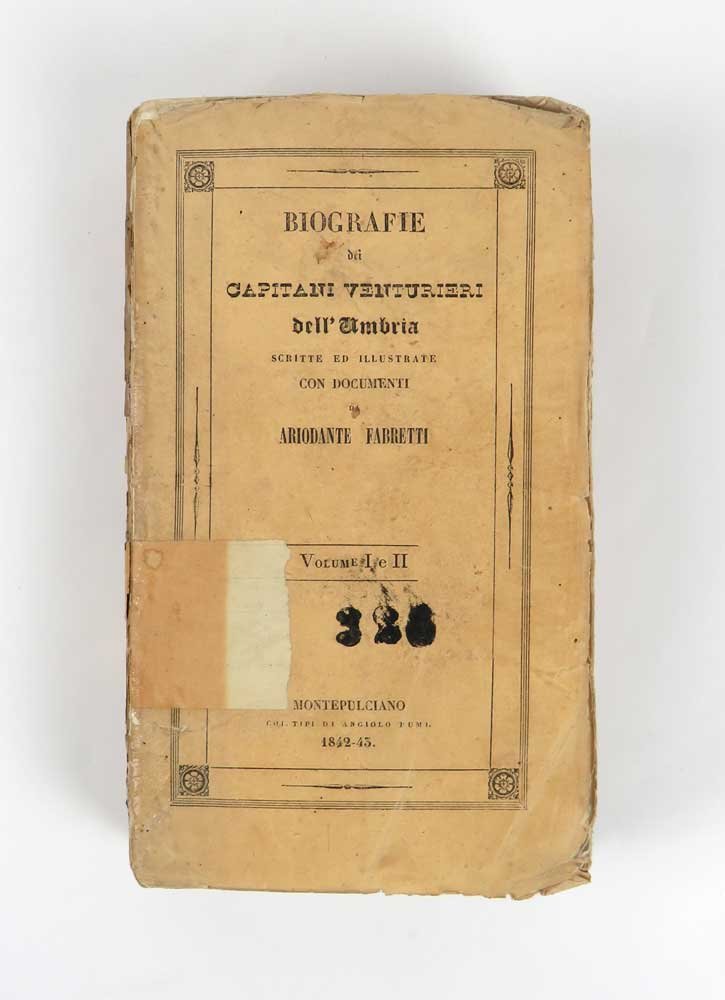 BIOGRAFIE
dei
CAPITANI VENTURIERI
dell'Umbria
SCRITTE ED ILLUSTRATE
CON DOCUMENTI
DA
ARIODANTE FABRETTI
VOLUME I e II
328
MONTEPULCIANO
COI TIPI DI ANGIOLO FUMI.
1842-43.